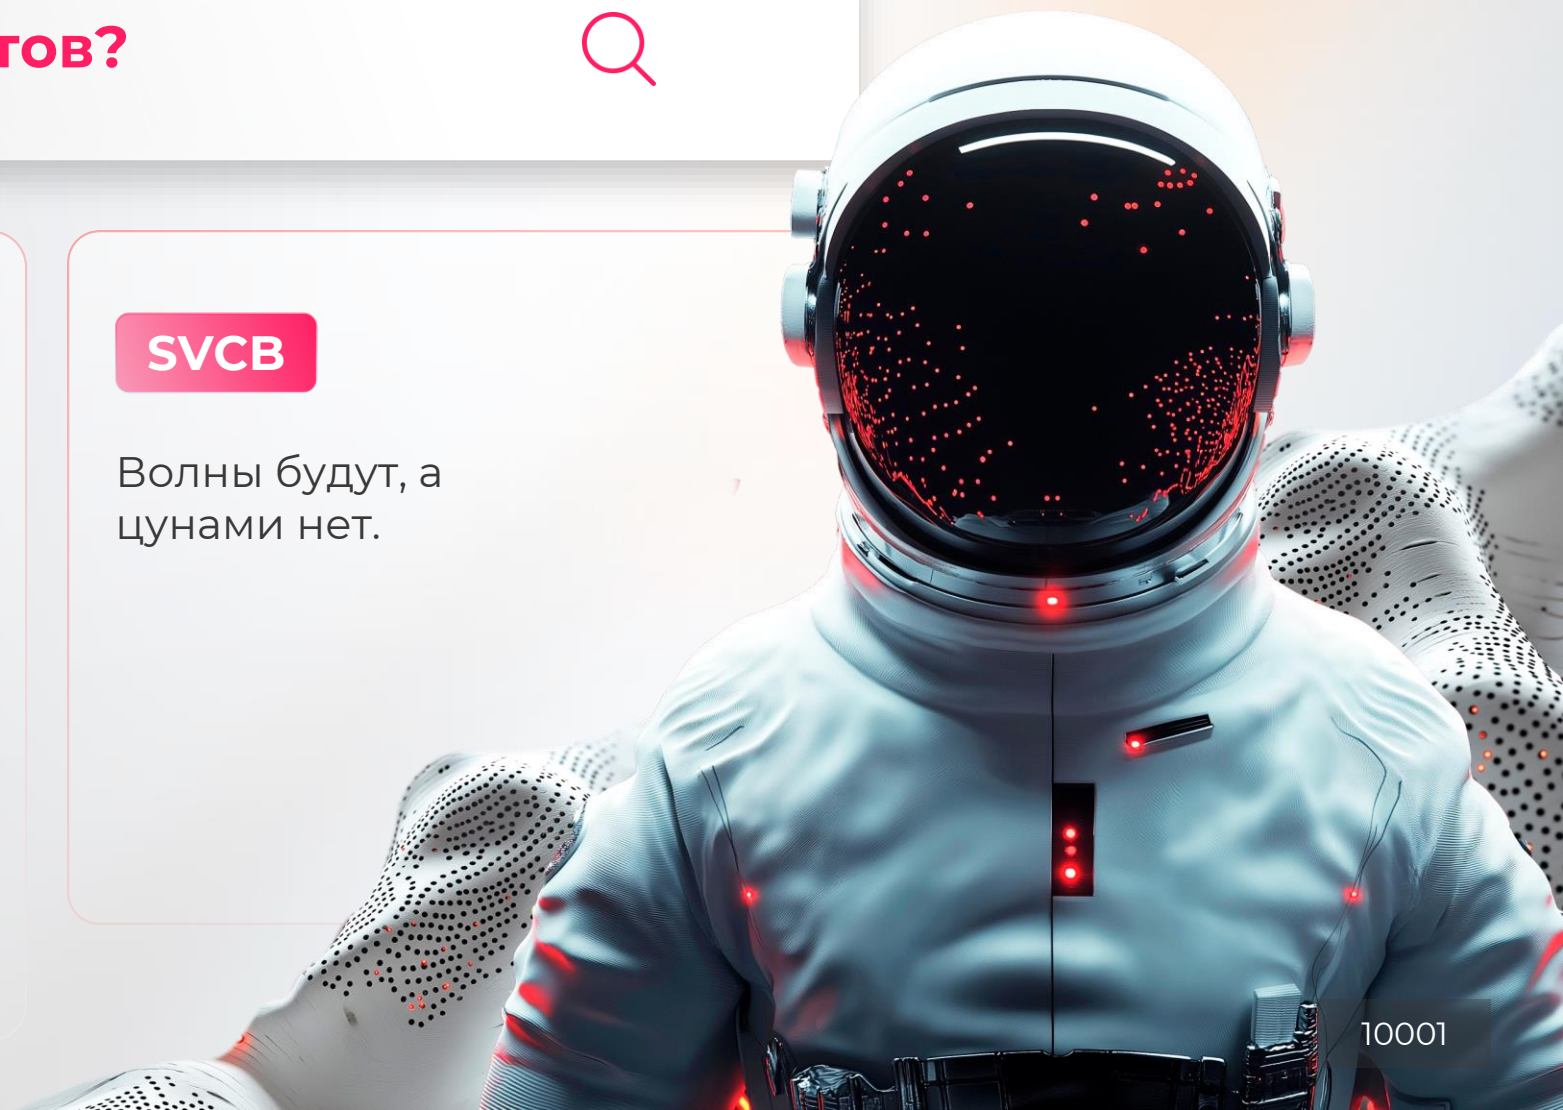 тов?
SVCB
Волны будут, а
цунами нет.
10001